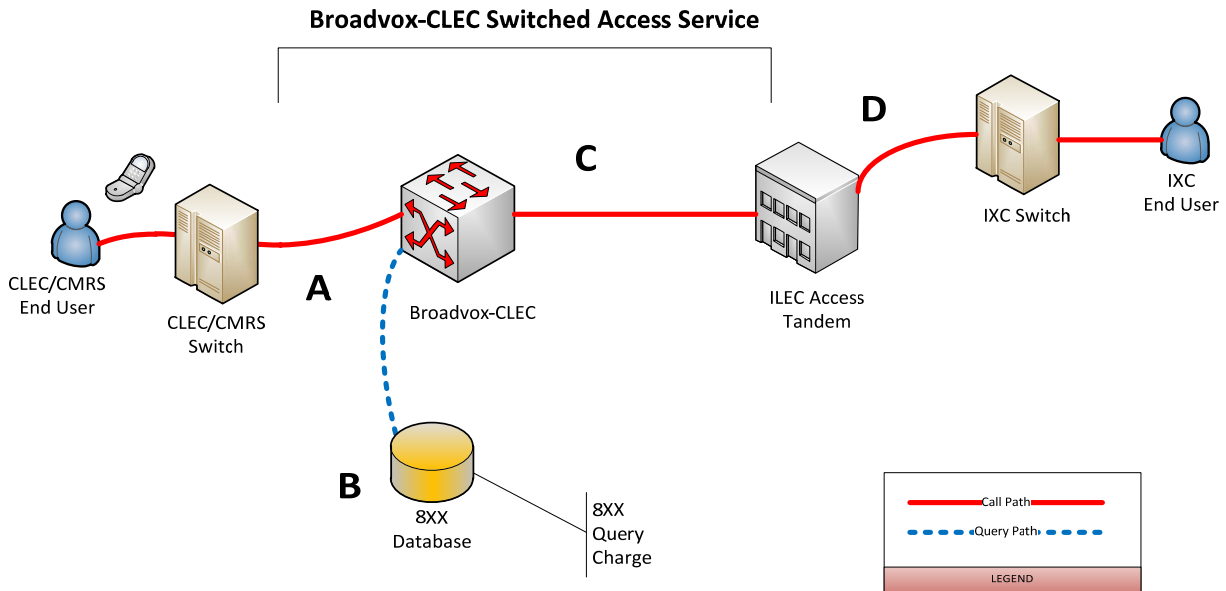 Broadvox-CLEC Switched Access Service
D
C
IXC
End User
IXC Switch
CLEC/CMRS
End User
A
Broadvox-CLEC
ILEC Access
Tandem
CLEC/CMRS
Switch
B
8XX
Database
8XX
Query
Charge
Call Path
Query Path
LEGEND